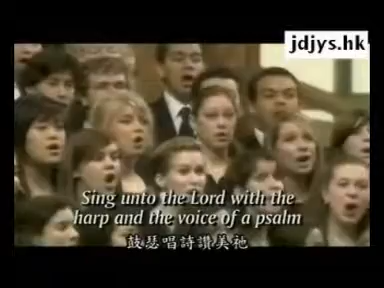 jdjys.hk
Sing unto the Lord with the
harp and the voice of a psalm
鼓瑟唱詩讚美祂